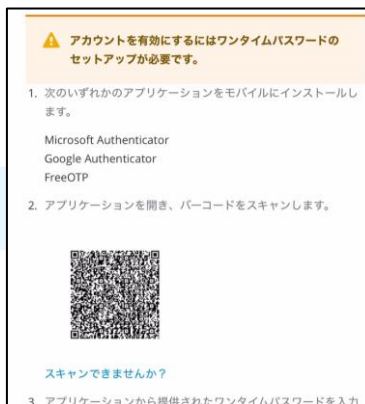 アカウントを有効にするにはワンタイムパスワードの
セットアップが必要です。
1. 次のいずれかのアプリケーションをモバイルにインストールし
ます。
Microsoft Authenticator
Google Authenticator
FreeOTP
2. アプリケーションを開き、バーコードをスキャンします。
スキャンできませんか？
3. アプリケーションから提供されたワンタイムパスワードを入力